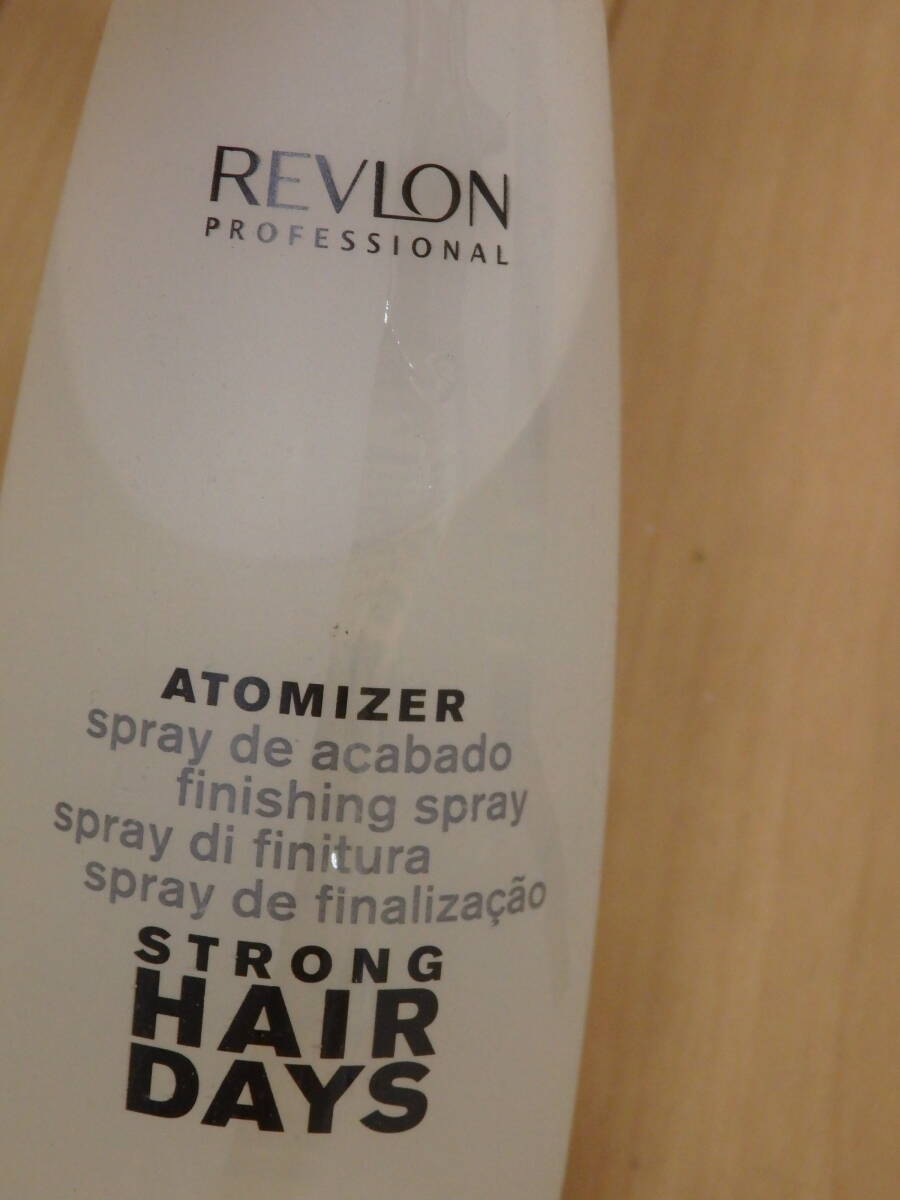 REVLON
PROFESSIONAL
ATOMIZER
spray de acabado
finishing spray
spray di finitura
spray de finalização
STRONG
HAIR
DAYS